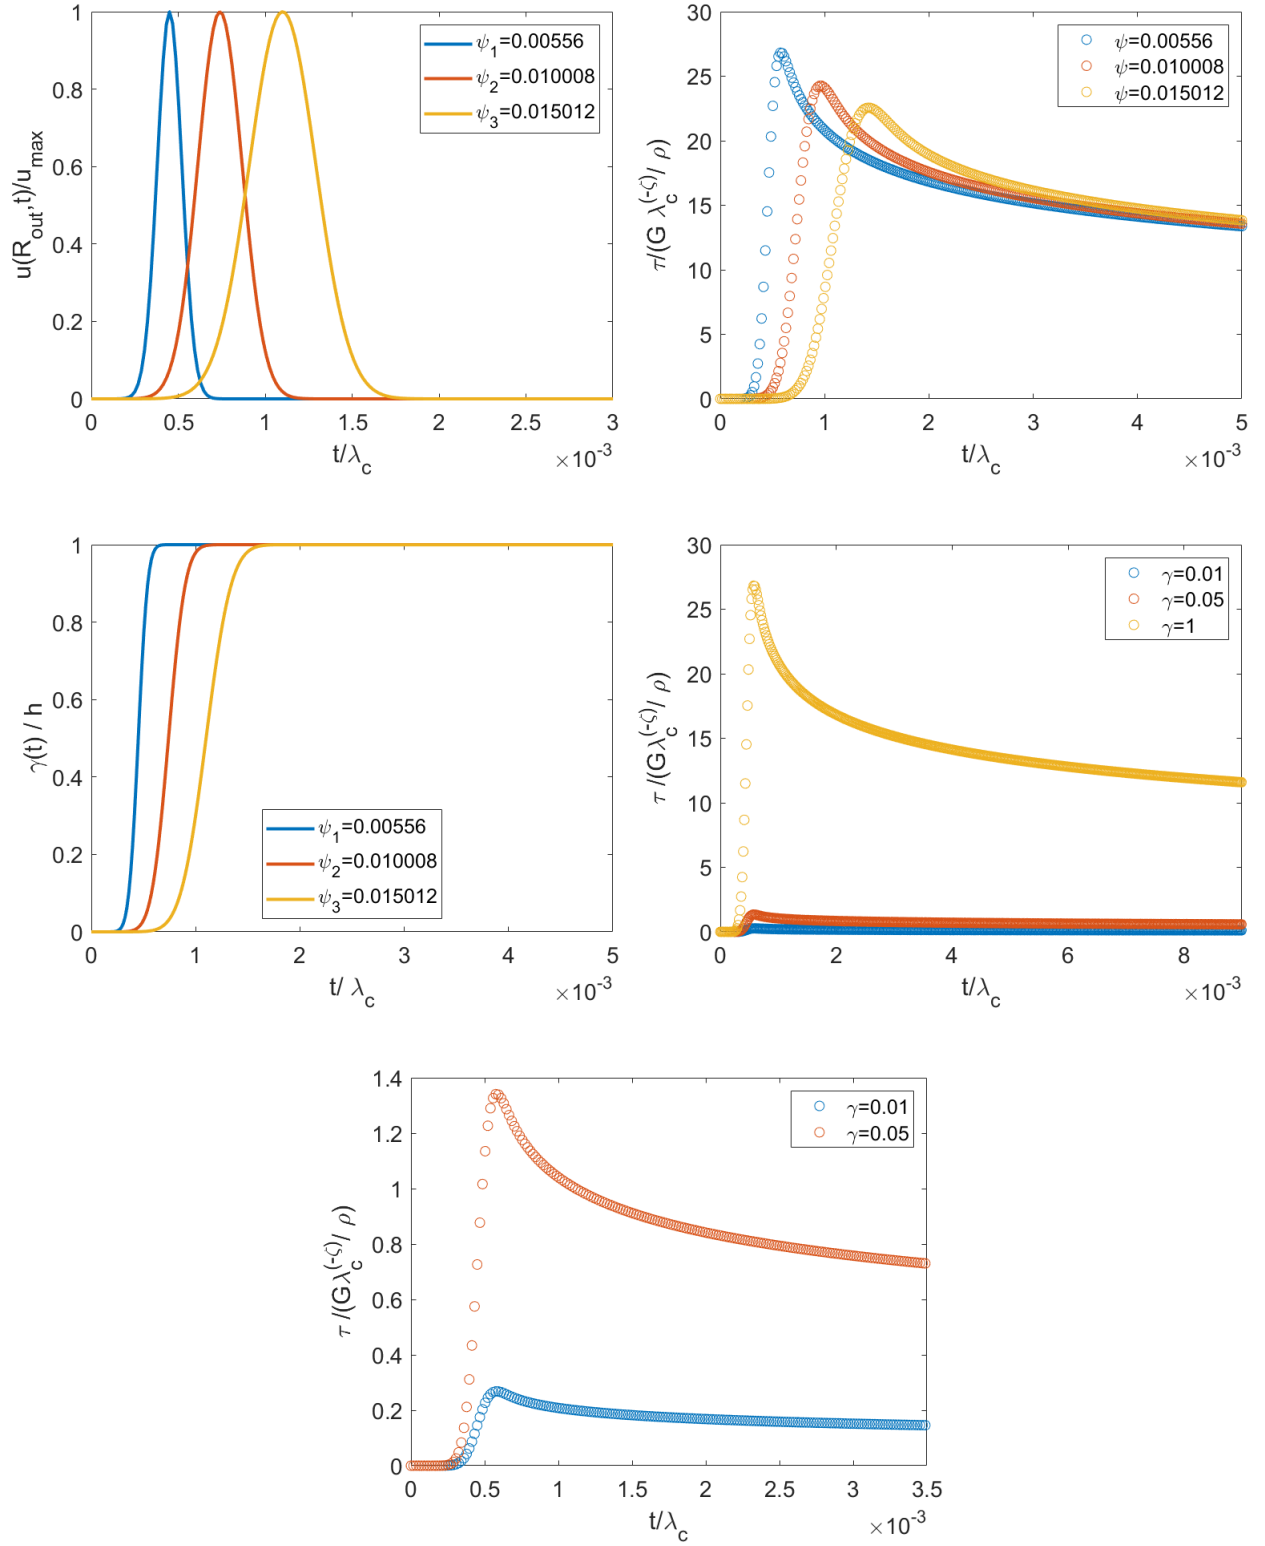 1
0.8
0.6
0.4
0.2
0
u(R_out,t)/u_max
ψ_1=0.00556
ψ_2=0.010008
ψ_3=0.015012
0 0.5 1 1.5 2 2.5 3
t/λ_c
×10^-3
30
25
20
15
10
5
0
τ/(G λ_c^(-ζ)/ ρ)
ψ=0.00556
ψ=0.010008
ψ=0.015012
0 1 2 3 4 5
t/λ_c
×10^-3
1
0.8
0.6
0.4
0.2
0
γ(t) / h
ψ_1=0.00556
ψ_2=0.010008
ψ_3=0.015012
0 1 2 3 4 5
t/ λ_c
×10^-3
30
25
20
15
10
5
0
τ /(Gλ_c^(-ζ)/ ρ)
γ=0.01
γ=0.05
γ=1
0 2 4 6 8
t/λ_c
×10^-3
1.4
1.2
1
0.8
0.6
0.4
0.2
0
τ /(Gλ_c^(-ζ)/ ρ)
γ=0.01
γ=0.05
0 0.5 1 1.5 2 2.5 3 3.5
t/λ_c
×10^-3